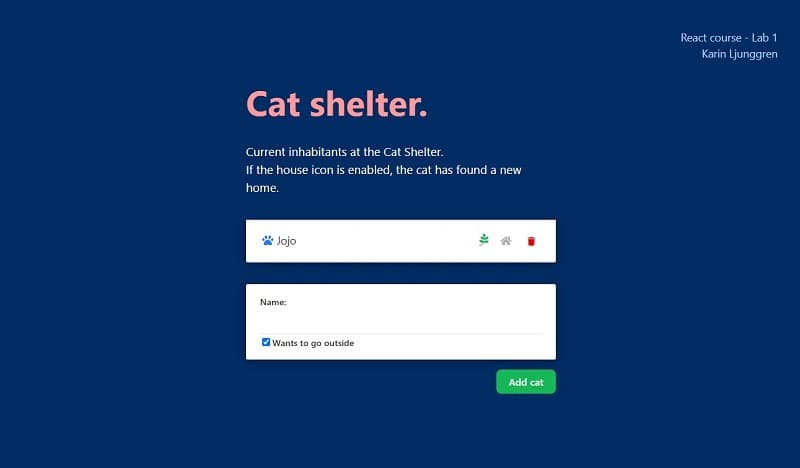 React course - Lab 1
Karin Ljunggren
Cat shelter.
Current inhabitants at the Cat Shelter.
If the house icon is enabled, the cat has found a new
home.
Jojo
Name:
Wants to go outside
Add cat